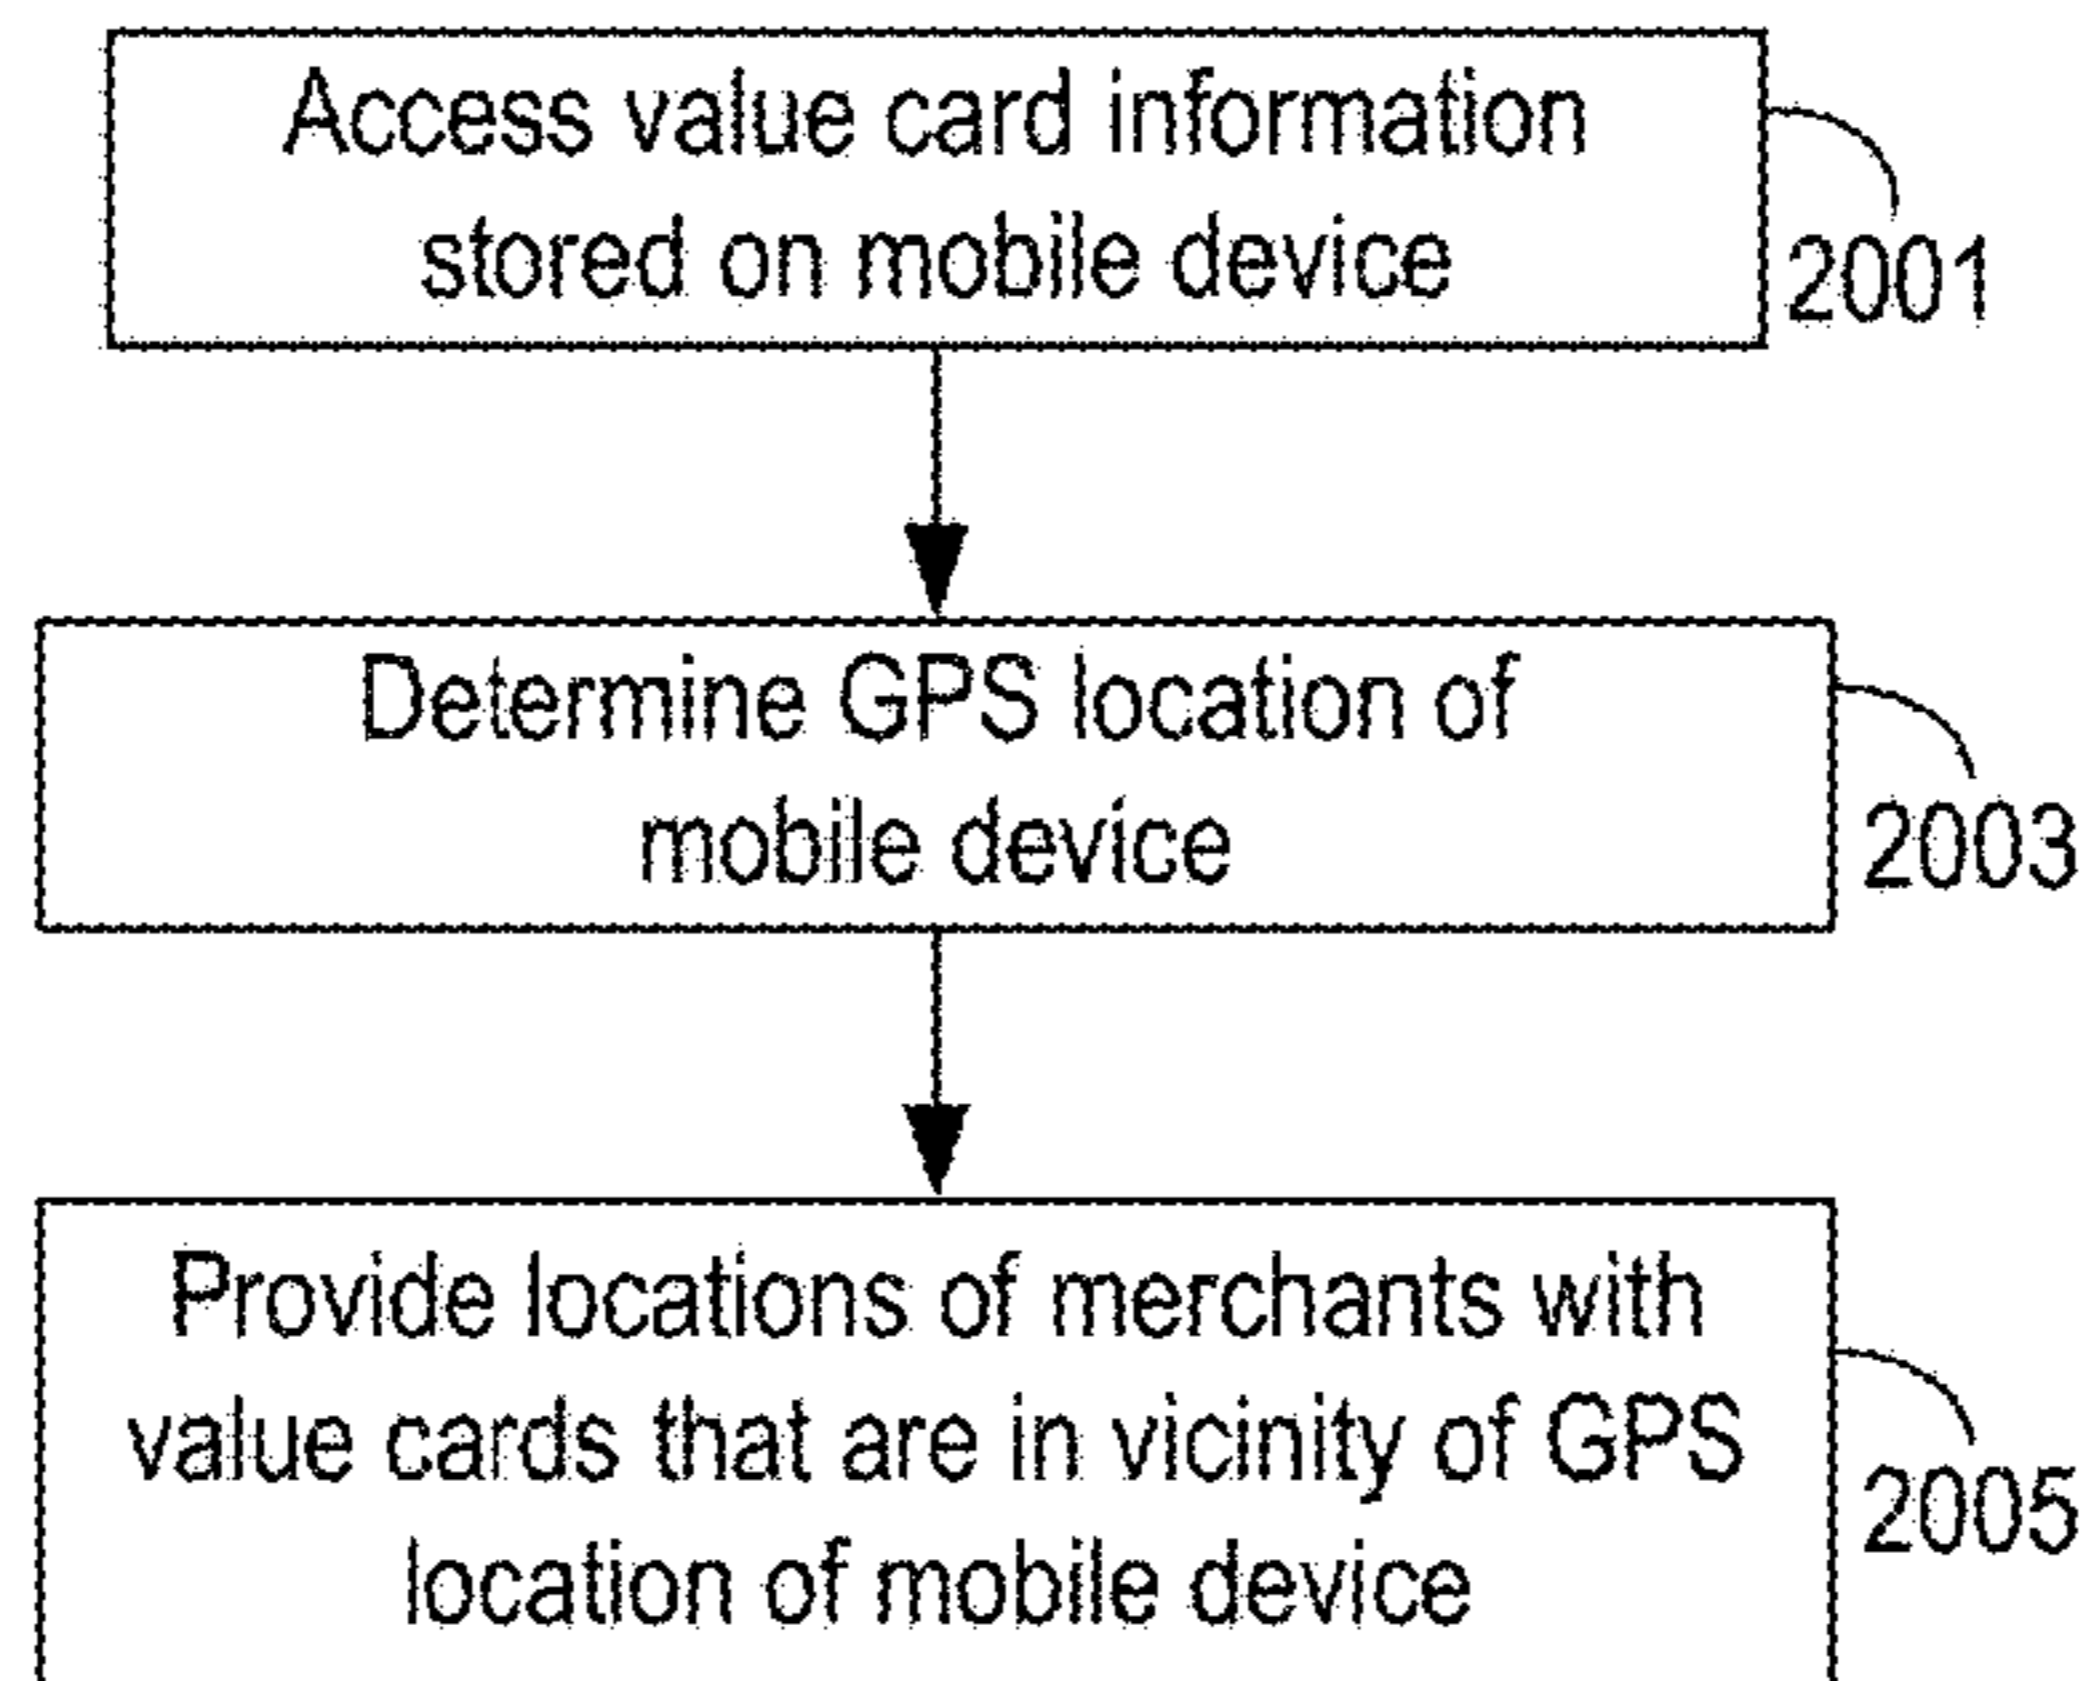 Access value card information
stored on mobile device
2001
Determine GPS location of
mobile device
2003
Provide locations of merchants with
value cards that are in vicinity of GPS
location of mobile device
2005